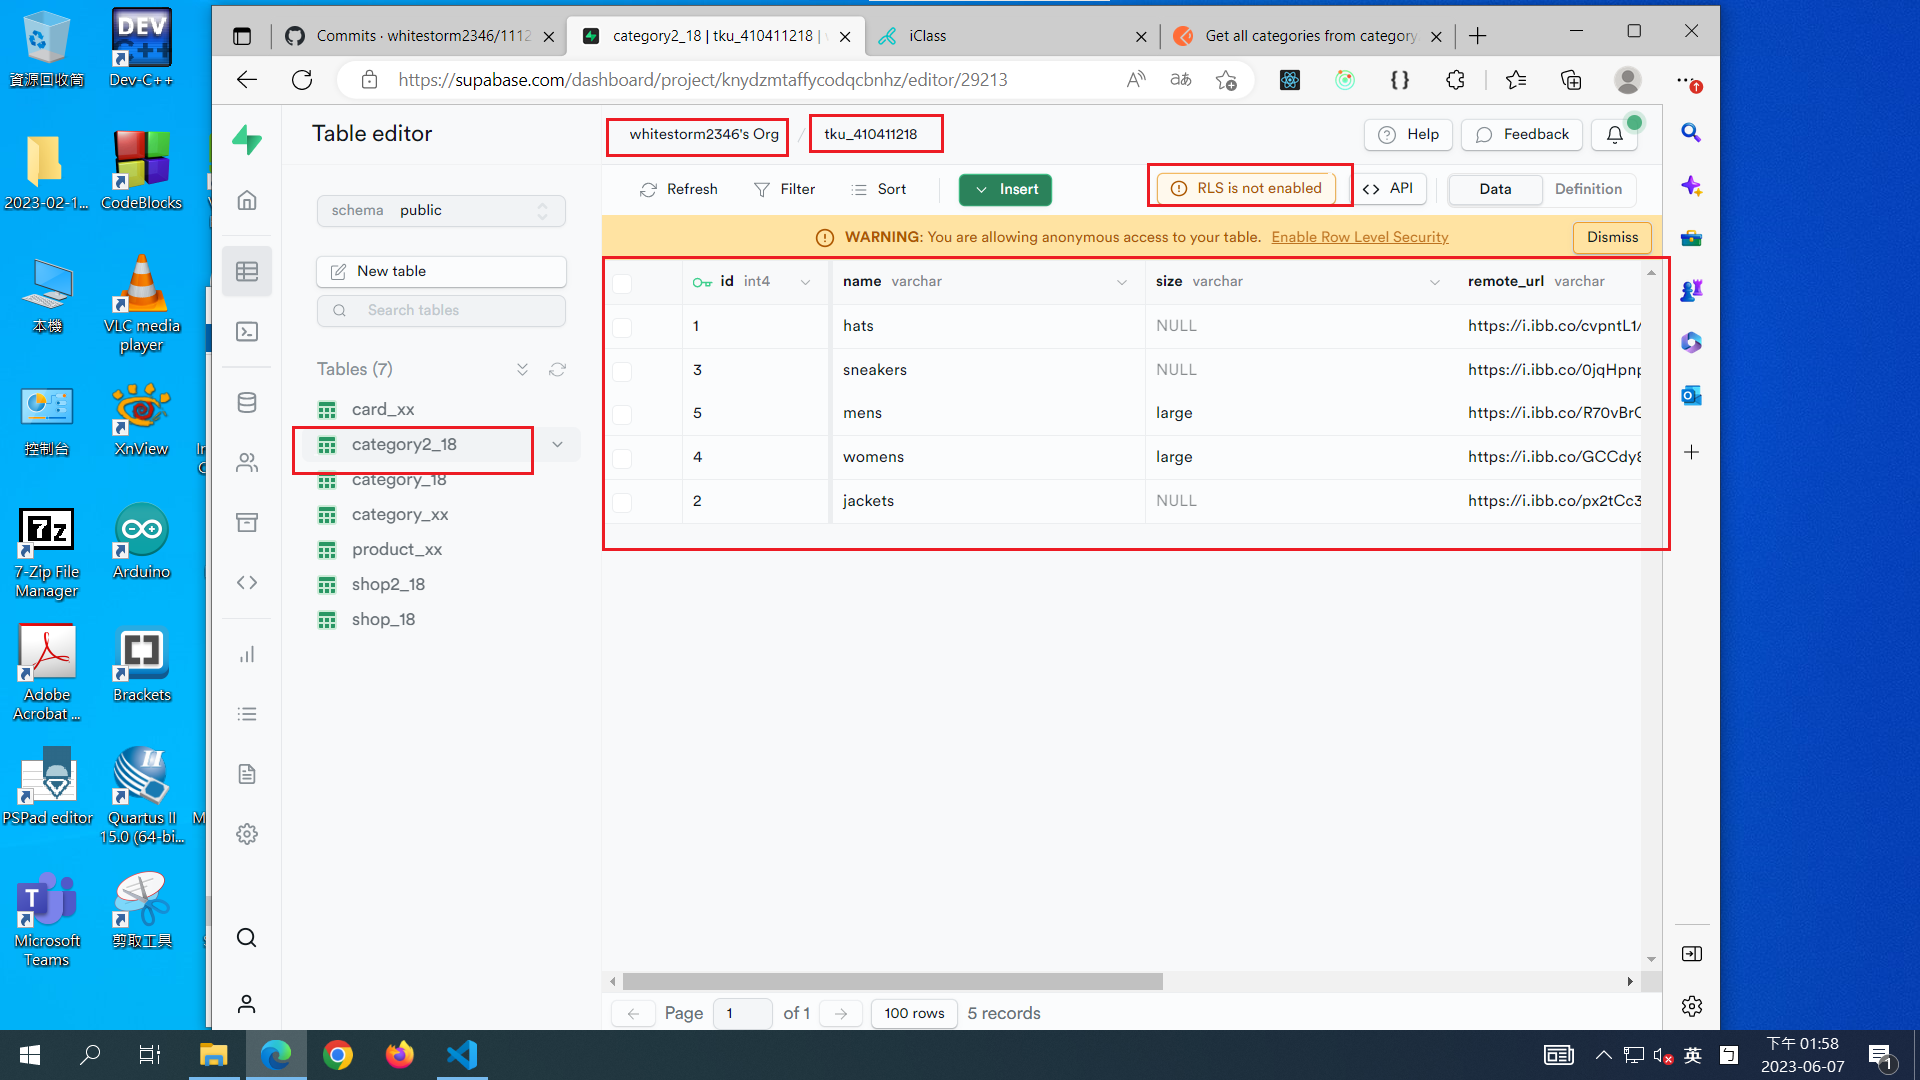 資源回收筒
Dev-C++
2023-02-1...
CodeBlocks
本機
VLC media
player
控制台
XnView
7-Zip File
Manager
Arduino
Adobe
Acrobat ...
Brackets
PSPad editor
Quartus II
15.0 (64-bi...
Microsoft
Teams
剪取工具
Commits · whitestorm2346/1112
category2_18 | tku_410411218 |
iClass
Get all categories from category
https://supabase.com/dashboard/project/knydzmtaffycodqcbnhz/editor/29213
Table editor
whitestorm2346's Org / tku_410411218
Help
Feedback
schema public
New table
Search tables
Tables (7)
card_xx
category2_18
category_18
category_xx
product_xx
shop2_18
shop_18
Refresh
Filter
Sort
Insert
RLS is not enabled
API
Data
Definition
WARNING: You are allowing anonymous access to your table. Enable Row Level Security
Dismiss
id int4 name varchar size varchar remote_url varchar
1 hats NULL https://i.ibb.co/cvpntL1/
3 sneakers NULL https://i.ibb.co/0jqHpnp
5 mens large https://i.ibb.co/R70vBrC
4 womens large https://i.ibb.co/GCCdy8
2 jackets NULL https://i.ibb.co/px2tCc3
Page 1 of 1
100 rows
5 records
英
下午 01:58
2023-06-07
1